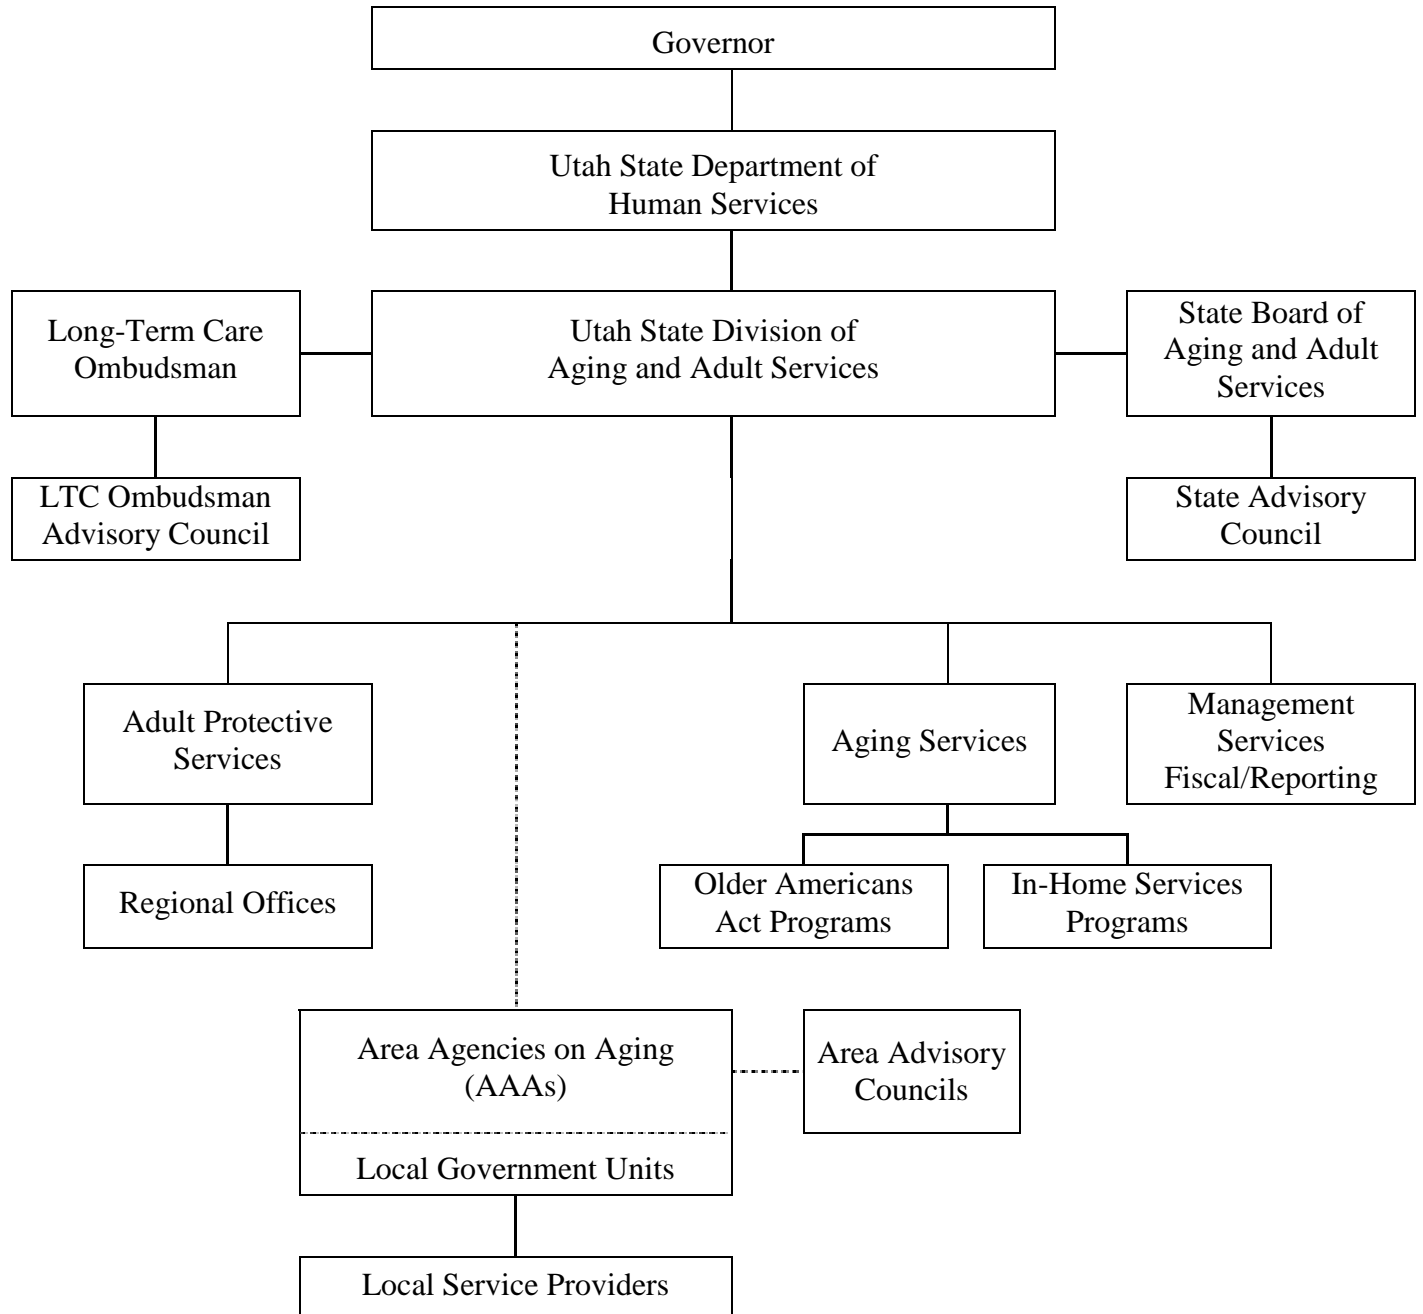 Governor
Utah State Department of
Human Services
Long-Term Care
Ombudsman
Utah State Division of
Aging and Adult Services
State Board of
Aging and Adult
Services
LTC Ombudsman
Advisory Council
State Advisory
Council
Adult Protective
Services
Aging Services
Management
Services
Fiscal/Reporting
Regional Offices
Older Americans
Act Programs
In-Home Services
Programs
Area Agencies on Aging
(AAAs)
Area Advisory
Councils
Local Government Units
Local Service Providers